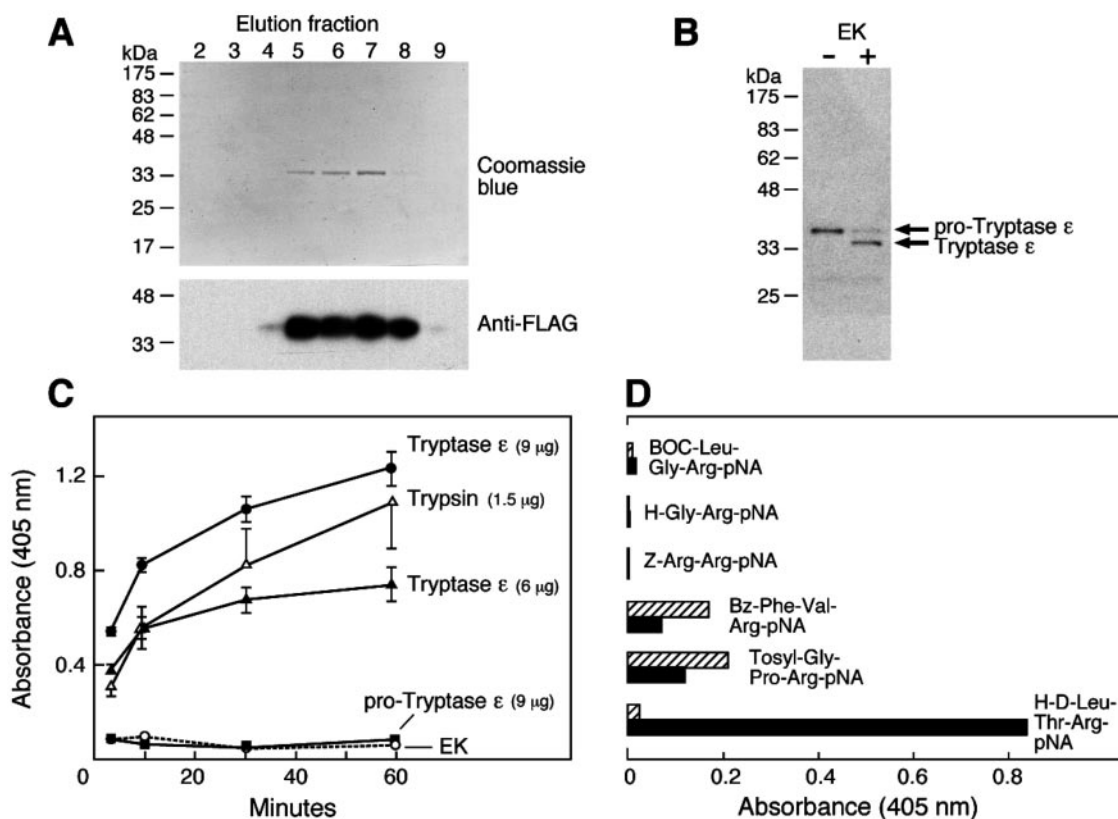 A
Elution fraction
kDa 2 3 4 5 6 7 8 9
175
83
62
48
33
25
17
Coomassie
blue
48
33
Anti-FLAG
B
EK
- +
kDa
175
83
62
48
33
25
pro-Tryptase ε
Tryptase ε
C
Absorbance (405 nm)
1.2
0.8
0.4
0 20 40 60
Minutes
Tryptase ε (9 μg)
Trypsin (1.5 μg)
Tryptase ε (6 μg)
pro-Tryptase ε (9 μg)
EK
D
BOC-Leu-
Gly-Arg-pNA
H-Gly-Arg-pNA
Z-Arg-Arg-pNA
Bz-Phe-Val-
Arg-pNA
Tosyl-Gly-
Pro-Arg-pNA
H-D-Leu-
Thr-Arg-
pNA
0 0.2 0.4 0.6 0.8
Absorbance (405 nm)